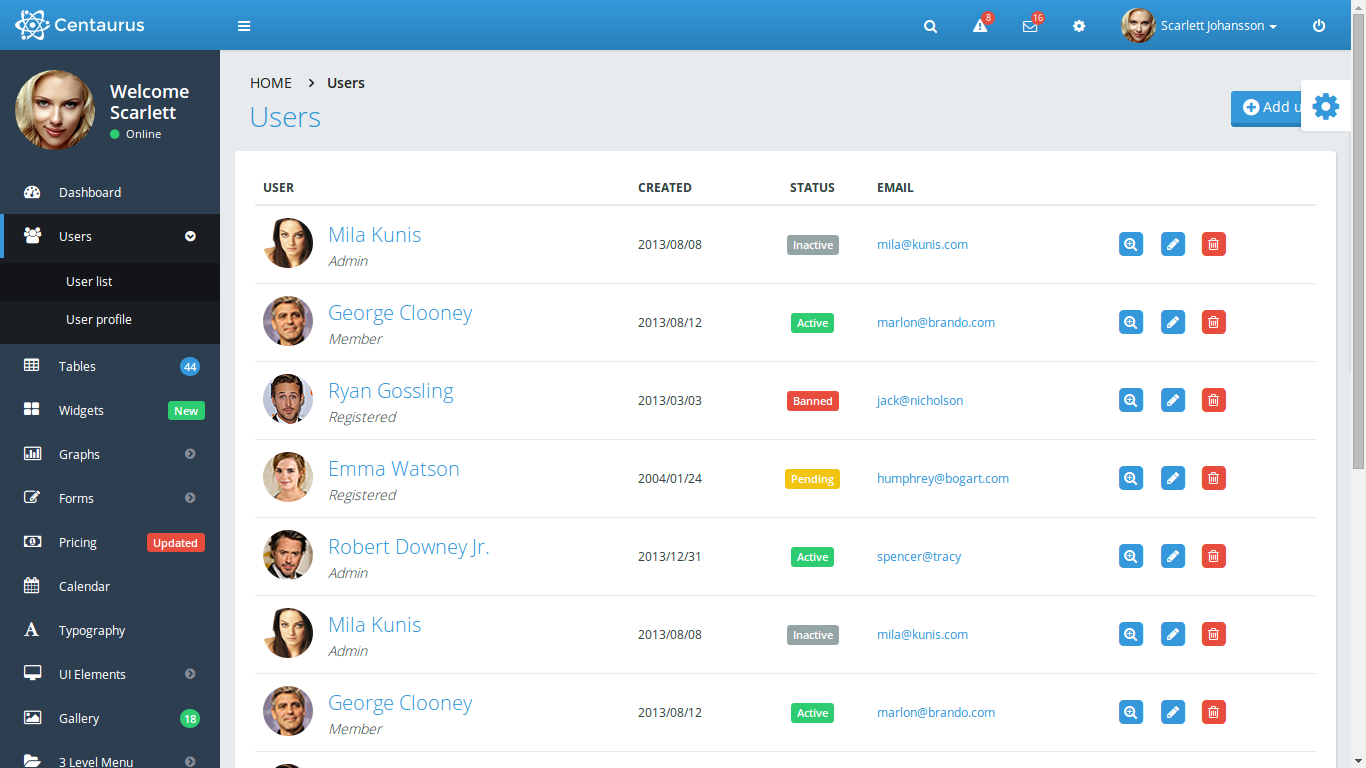 Centaurus
8
16
Scarlett Johansson
Welcome
Scarlett
Online
Dashboard
Users
User list
User profile
Tables 44
Widgets New
Graphs
Forms
Pricing Updated
Calendar
Typography
UI Elements
Gallery 18
3 Level Menu
HOME > Users
Users
Add u
USER CREATED STATUS EMAIL
Mila Kunis
Admin
2013/08/08 Inactive mila@kunis.com
George Clooney
Member
2013/08/12 Active marlon@brando.com
Ryan Gossling
Registered
2013/03/03 Banned jack@nicholson
Emma Watson
Registered
2004/01/24 Pending humphrey@bogart.com
Robert Downey Jr.
Admin
2013/12/31 Active spencer@tracy
Mila Kunis
Admin
2013/08/08 Inactive mila@kunis.com
George Clooney
Member
2013/08/12 Active marlon@brando.com